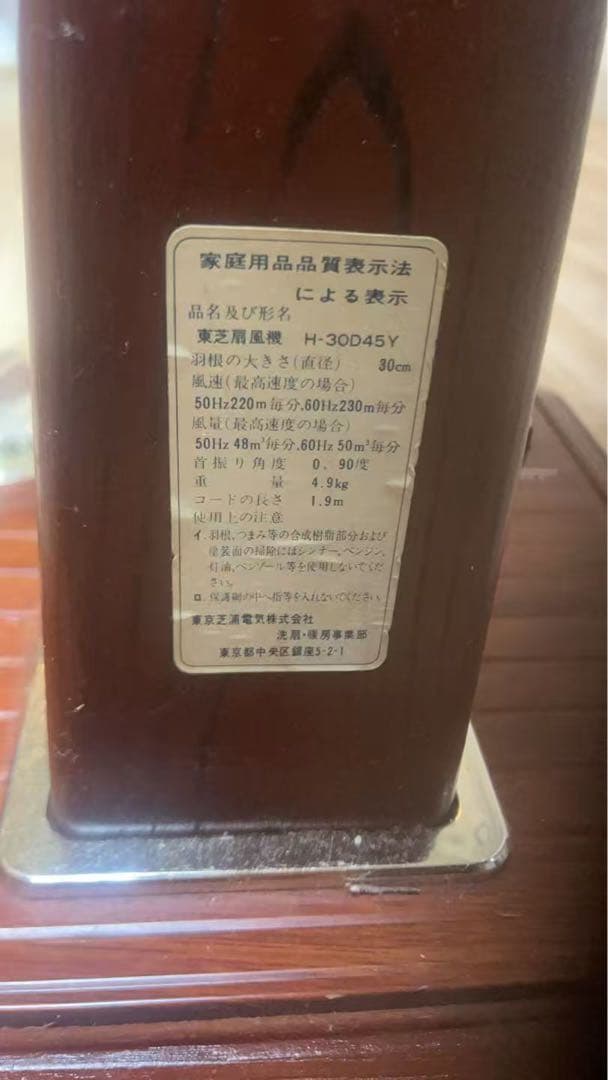 家庭用品品質表示法
による表示
品名及び形名
東芝扇風機 H-30D45Y
羽根の大きさ(直径) 30cm
風速(最高速度の場合)
50Hz220m毎分.60Hz230m毎分
風量(最高速度の場合)
50Hz 48m³毎分.60Hz 50m³毎分
首振り角度 0、90度
重量 4.9kg
コードの長さ 1.9m
使用上の注意
イ.羽根、つまみ等の合成樹脂部分および
塗装面の掃除にはシンナー、ベンジン、
灯油、ベンゾール等を使用しないでくだ
さい。
ロ.保護網の中へ指等を入れないでください
東京芝浦電気株式会社
洗扇・暖房事業部
東京都中央区銀座5-2-1